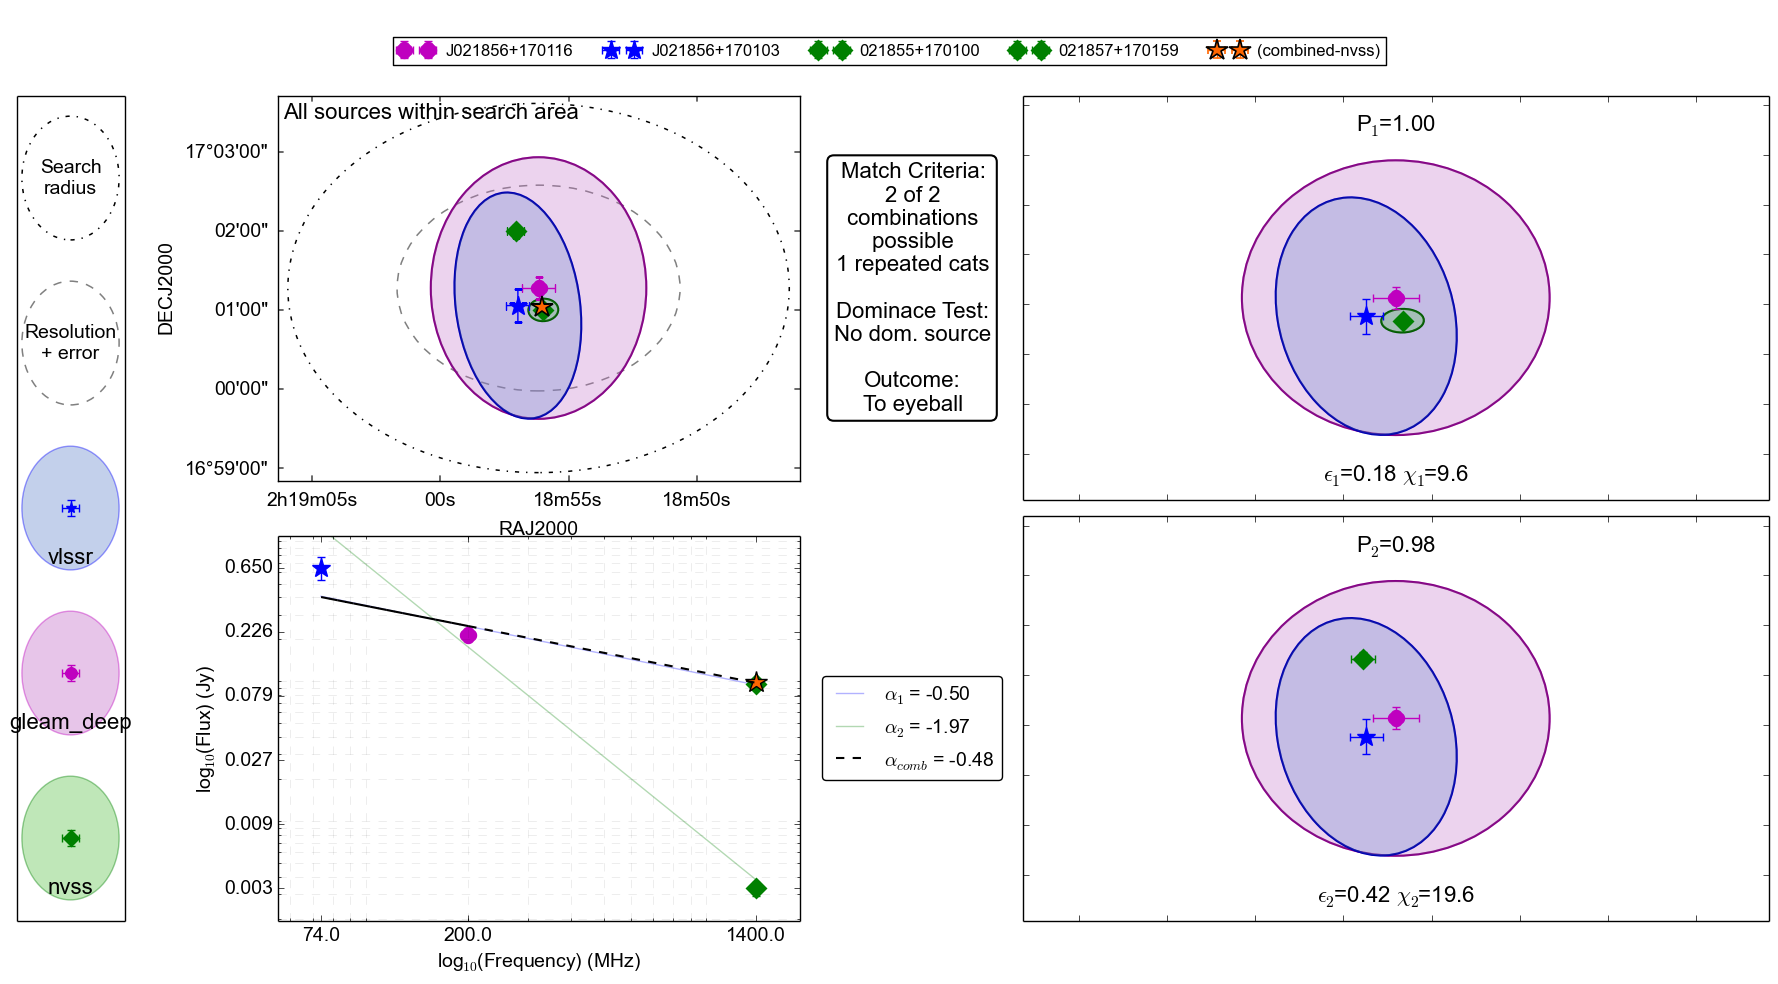 J021856+170116 J021856+170103 021855+170100 021857+170159 (combined-nvss)
Search
radius
Resolution
+ error
vlssr
gleam_deep
nvss
All sources within search area
DECJ2000
17°03'00"
02'00"
01'00"
00'00"
16°59'00"
2h19m05s 00s 18m55s 18m50s
RAJ2000
Match Criteria:
2 of 2
combinations
possible
1 repeated cats
Dominace Test:
No dom. source
Outcome:
To eyeball
P₁=1.00
ϵ₁=0.18 χ₁=9.6
log₁₀(Flux) (Jy)
0.650
0.226
0.079
0.027
0.009
0.003
74.0 200.0 1400.0
log₁₀(Frequency) (MHz)
α₁ = -0.50
α₂ = -1.97
α_comb = -0.48
P₂=0.98
ϵ₂=0.42 χ₂=19.6